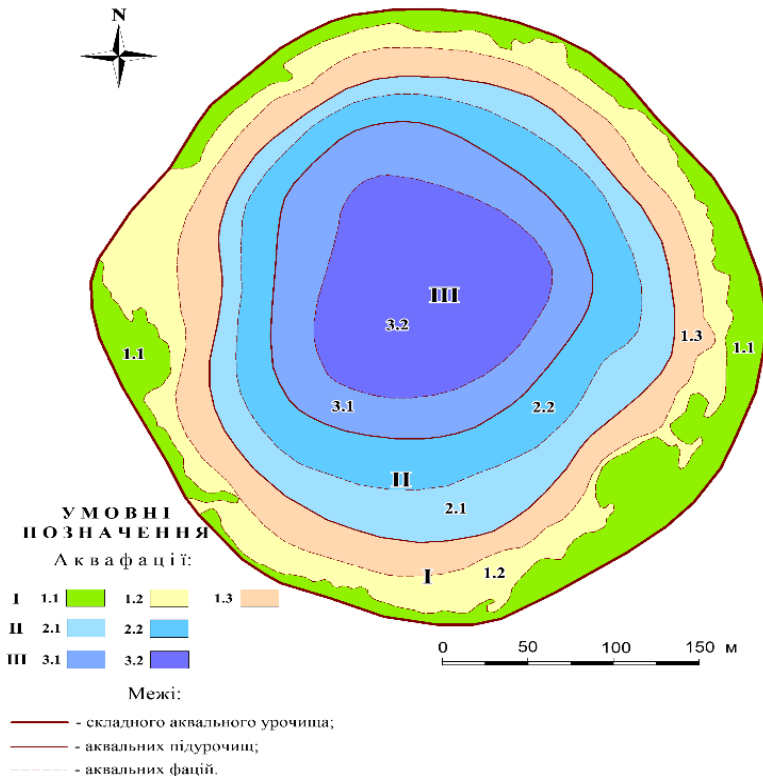 N
III
3.2
1.3
1.1
1.1
3.1
2.2
II
2.1
I
1.2
УМОВНІ
ПОЗНАЧЕННЯ
Аквафації:
I 1.1 1.2 1.3
II 2.1 2.2
III 3.1 3.2
0 50 100 150 м
Межі:
- складного аквального урочища;
- аквальних підурочищ;
- аквальних фацій.